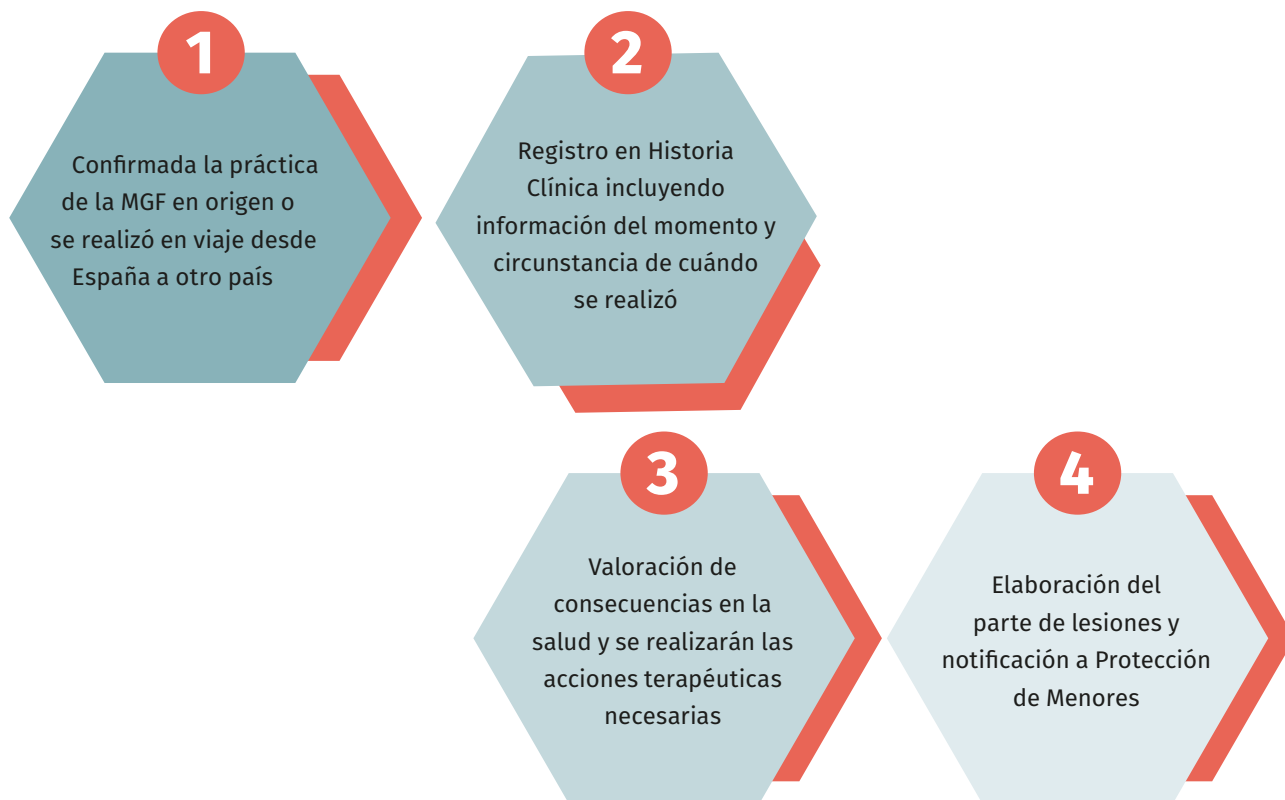 1
Confirmada la práctica
de la MGF en origen o
se realizó en viaje desde
España a otro país
2
Registro en Historia
Clínica incluyendo
información del momento y
circunstancia de cuándo
se realizó
3
Valoración de
consecuencias en la
salud y se realizarán las
acciones terapéuticas
necesarias
4
Elaboración del
parte de lesiones y
notificación a Protección
de Menores